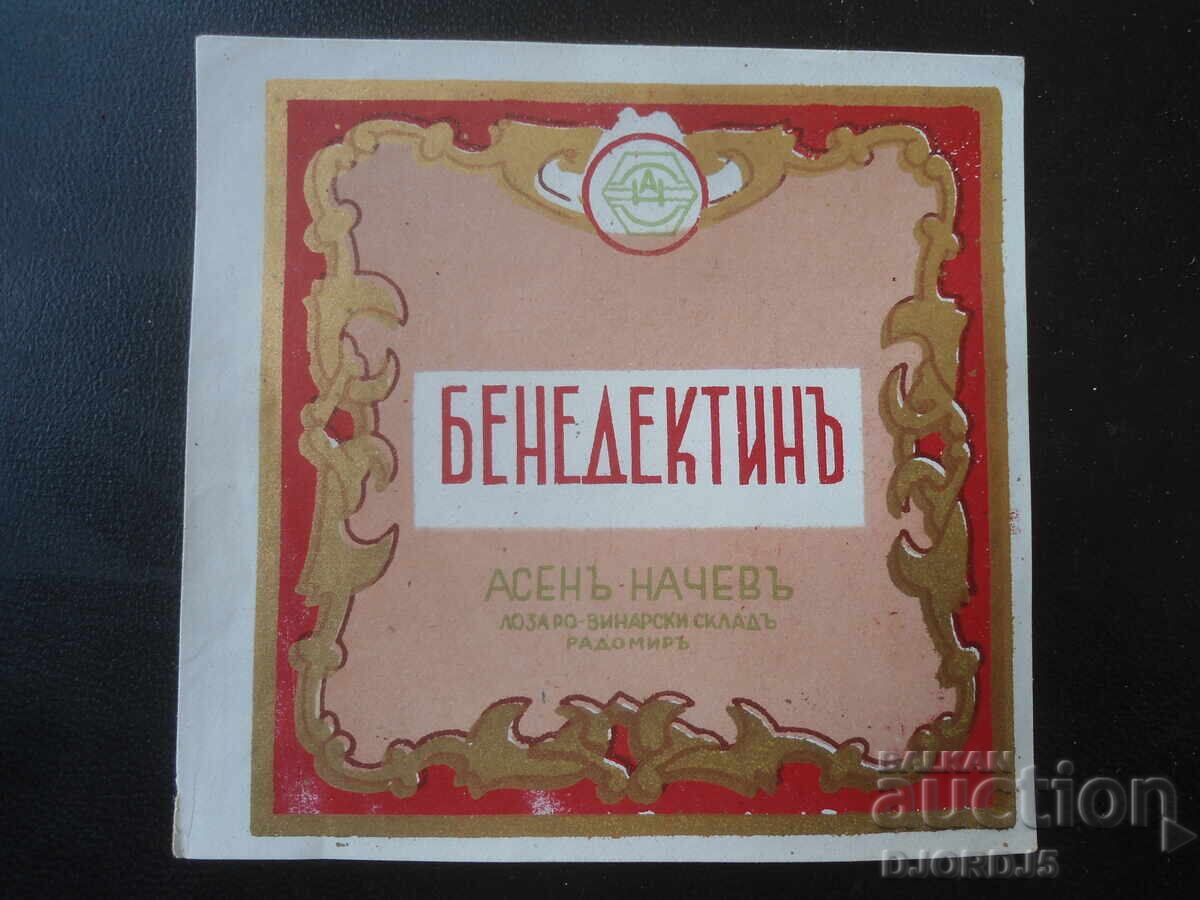 БЕНЕДЕКТИНЪ
АСЕНЪ НАЧЕВЪ
ЛОЗАРО-ВИНАРСКИ СКЛАДЪ
РАДОМИРЪ
BALKAN
auction
DJORDJ5